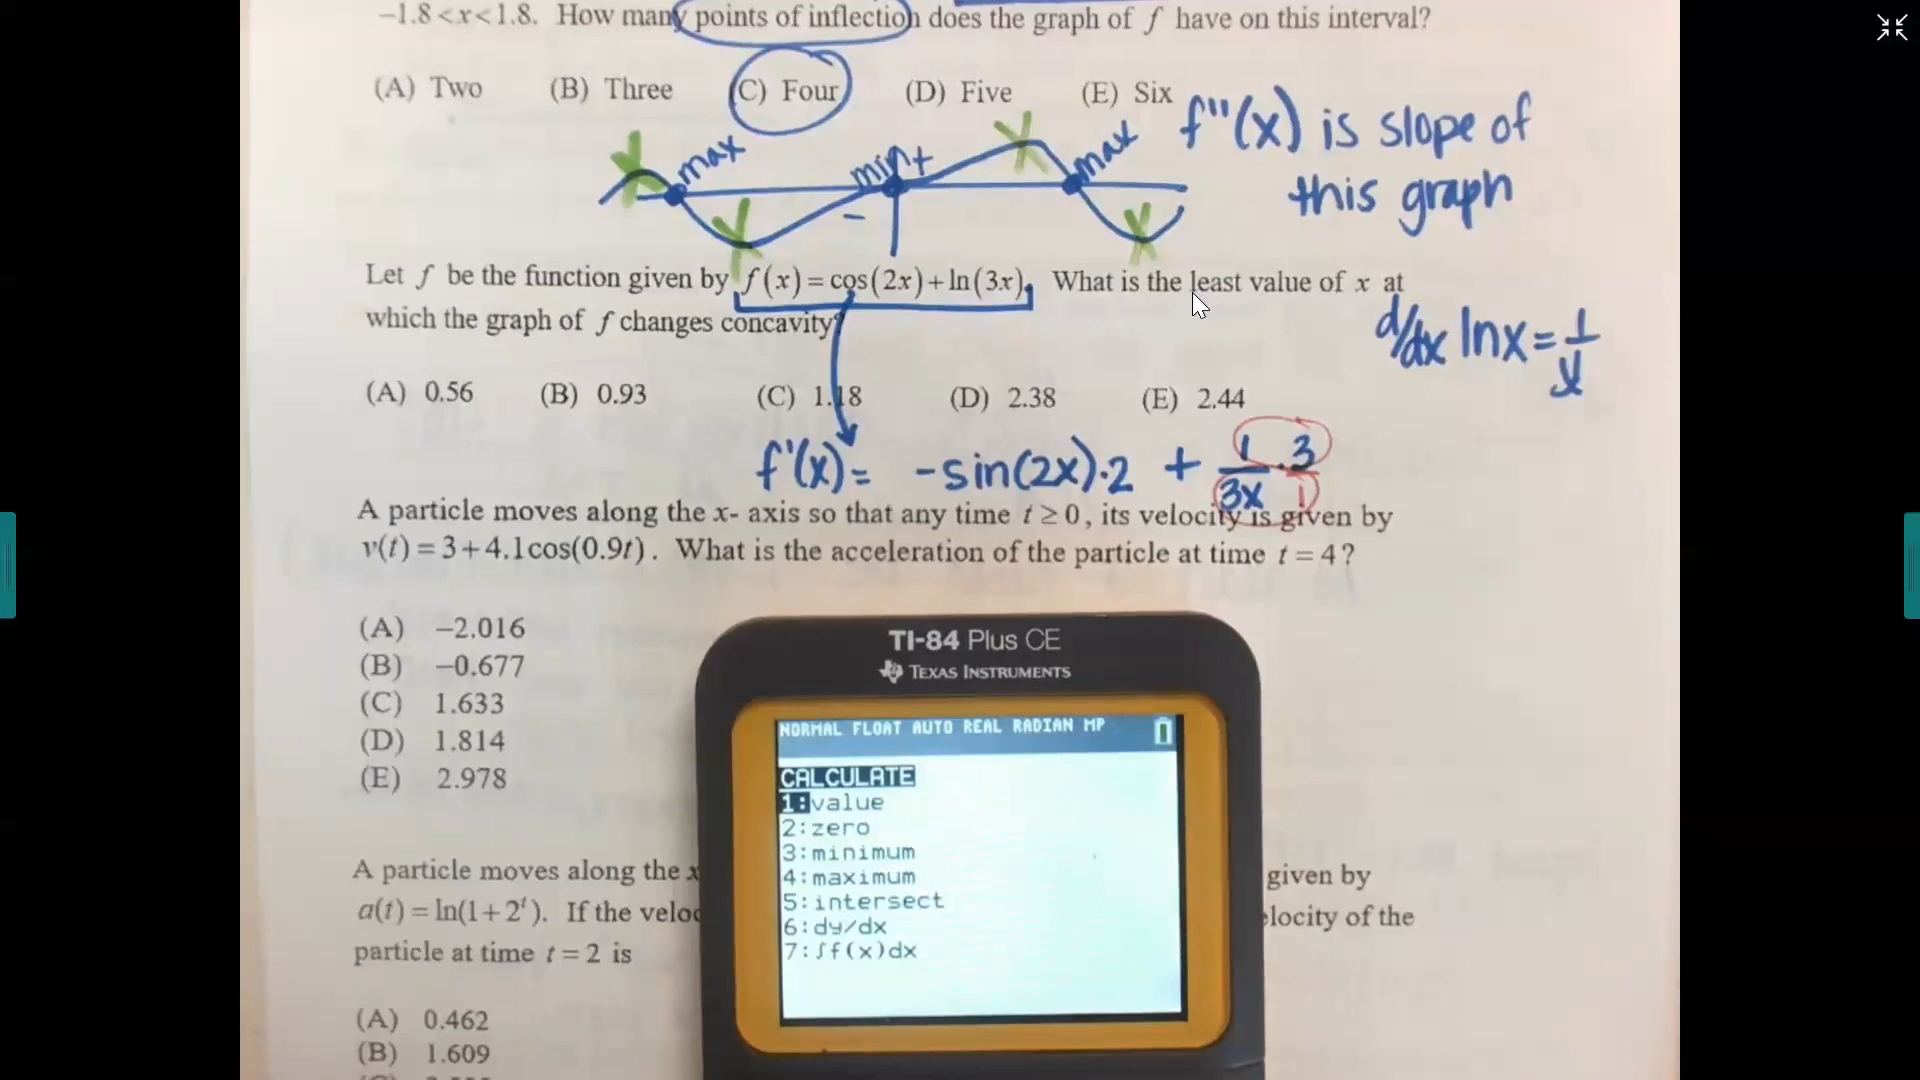 −1.8<x<1.8. How many points of inflection does the graph of f have on this interval?
(A) Two (B) Three (C) Four (D) Five (E) Six
max min + − max
f''(x) is slope of
this graph
Let f be the function given by f(x)=cos(2x)+ln(3x). What is the least value of x at
which the graph of f changes concavity?
d/dx lnx = 1/x
(A) 0.56 (B) 0.93 (C) 1.18 (D) 2.38 (E) 2.44
f'(x)= -sin(2x)·2 + 1/3x · 3/1
A particle moves along the x- axis so that any time t ≥ 0, its velocity is given by
v(t) = 3+4.1cos(0.9t). What is the acceleration of the particle at time t = 4?
(A) −2.016
(B) −0.677
(C) 1.633
(D) 1.814
(E) 2.978
TI-84 Plus CE
TEXAS INSTRUMENTS
NORMAL FLOAT AUTO REAL RADIAN MP
CALCULATE
1:value
2:zero
3:minimum
4:maximum
5:intersect
6:dy/dx
7:∫f(x)dx
A particle moves along the x given by
a(t) = ln(1+2^t). If the veloc elocity of the
particle at time t = 2 is
(A) 0.462
(B) 1.609